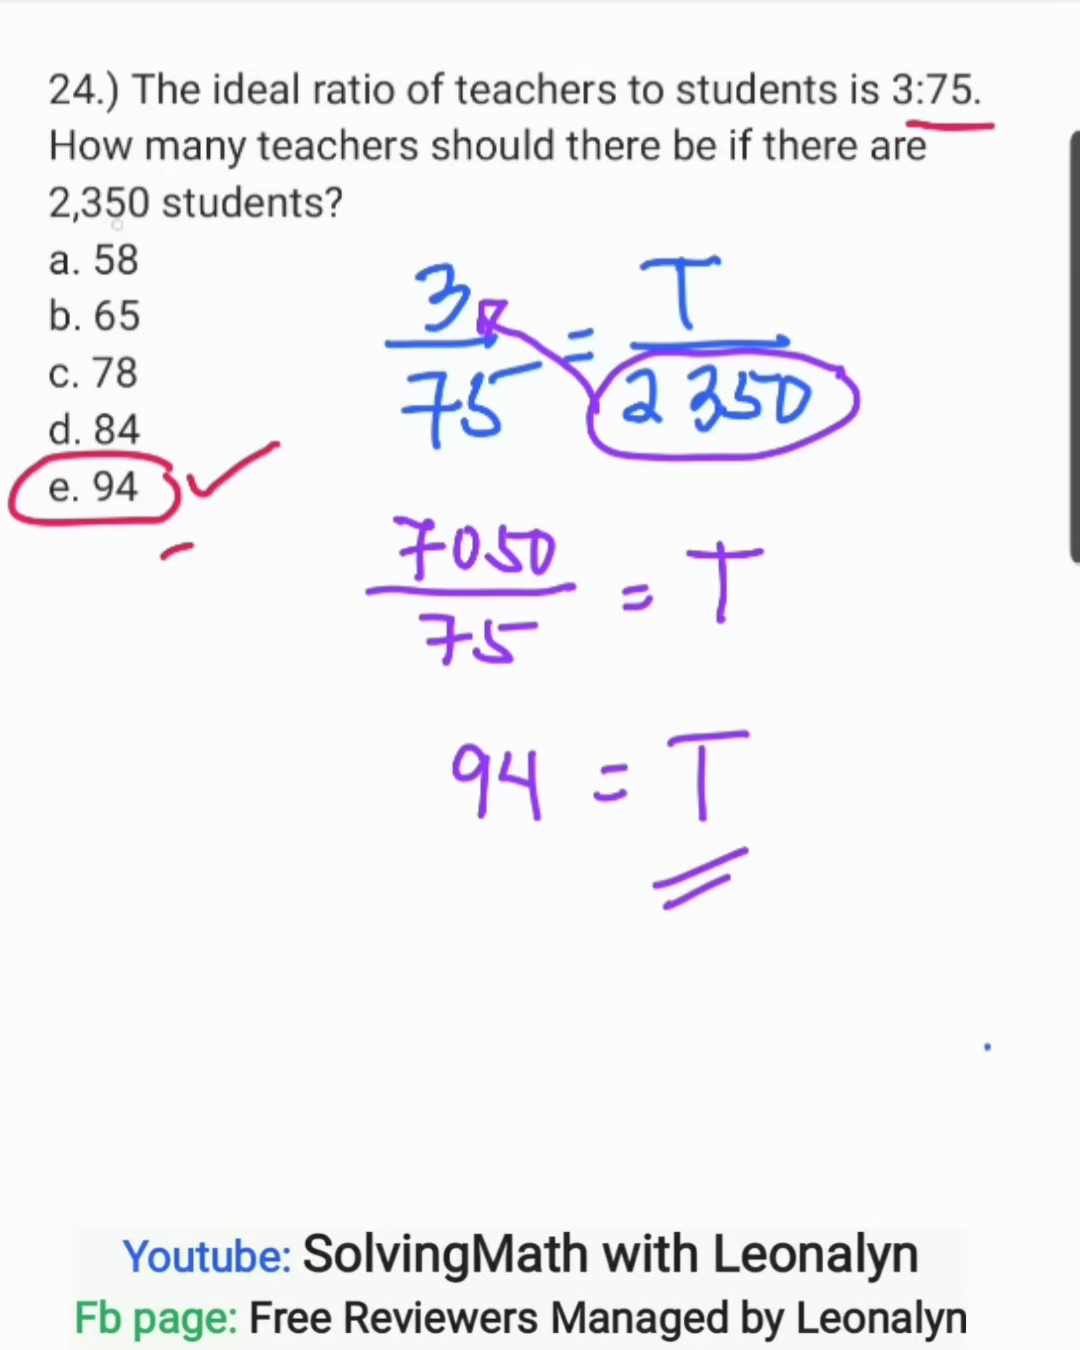 24.) The ideal ratio of teachers to students is 3:75.
How many teachers should there be if there are
2,350 students?
a. 58
b. 65
c. 78
d. 84
e. 94
3/75 = T/2350
7050/75 = T
94 = T
Youtube: SolvingMath with Leonalyn
Fb page: Free Reviewers Managed by Leonalyn